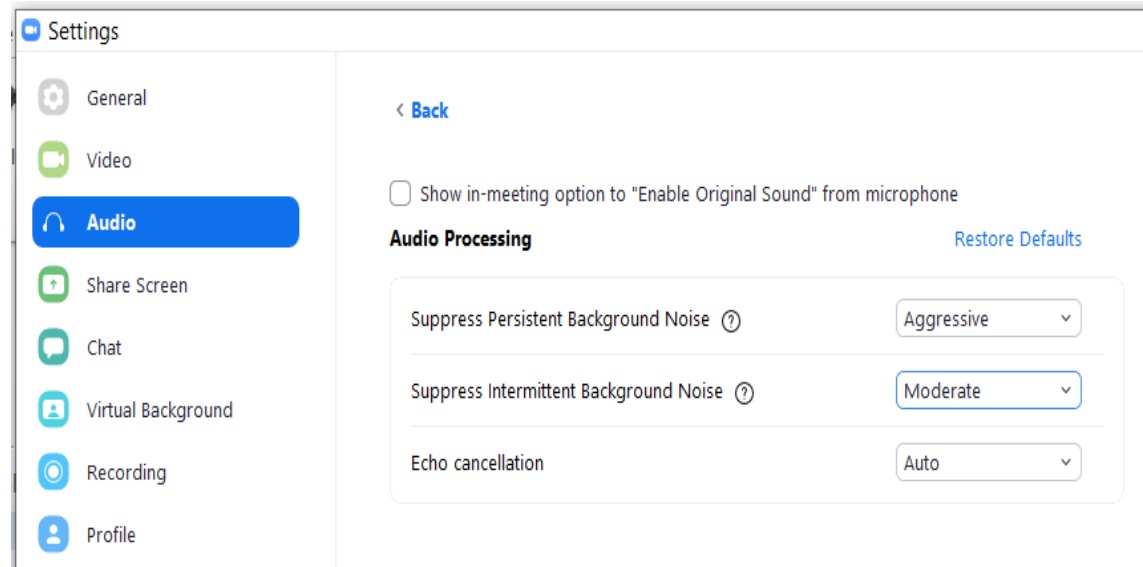 Settings
General
Video
Audio
Share Screen
Chat
Virtual Background
Recording
Profile
< Back
Show in-meeting option to "Enable Original Sound" from microphone
Audio Processing Restore Defaults
Suppress Persistent Background Noise ? Aggressive
Suppress Intermittent Background Noise ? Moderate
Echo cancellation Auto